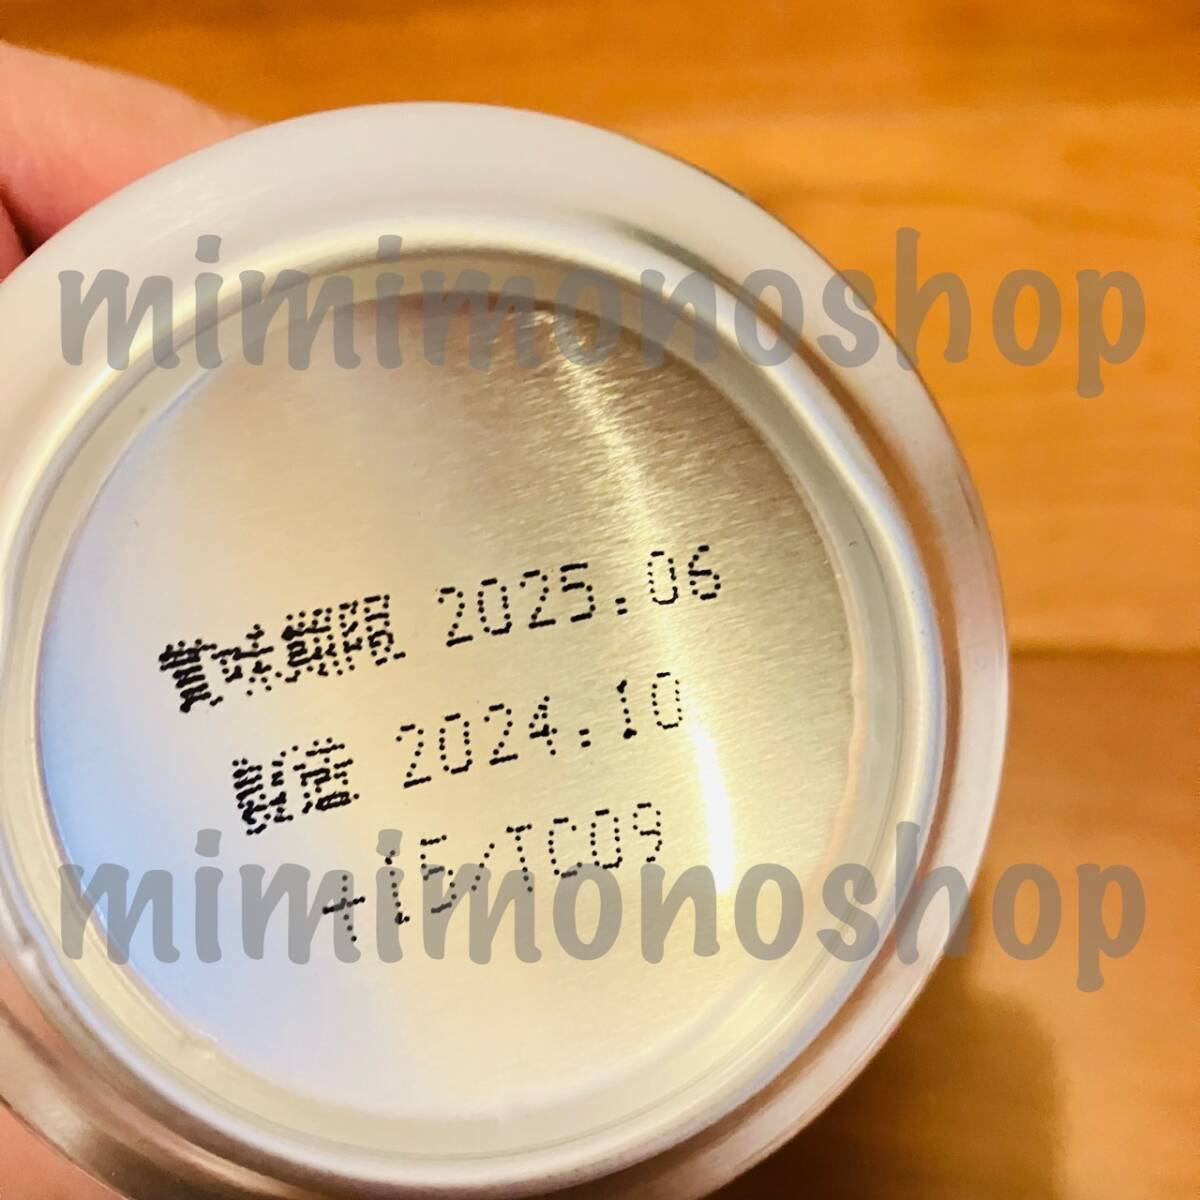 mimimonoshop
賞味期限 2025.06
製造 2024.10
+I5/TC09
mimimonoshop